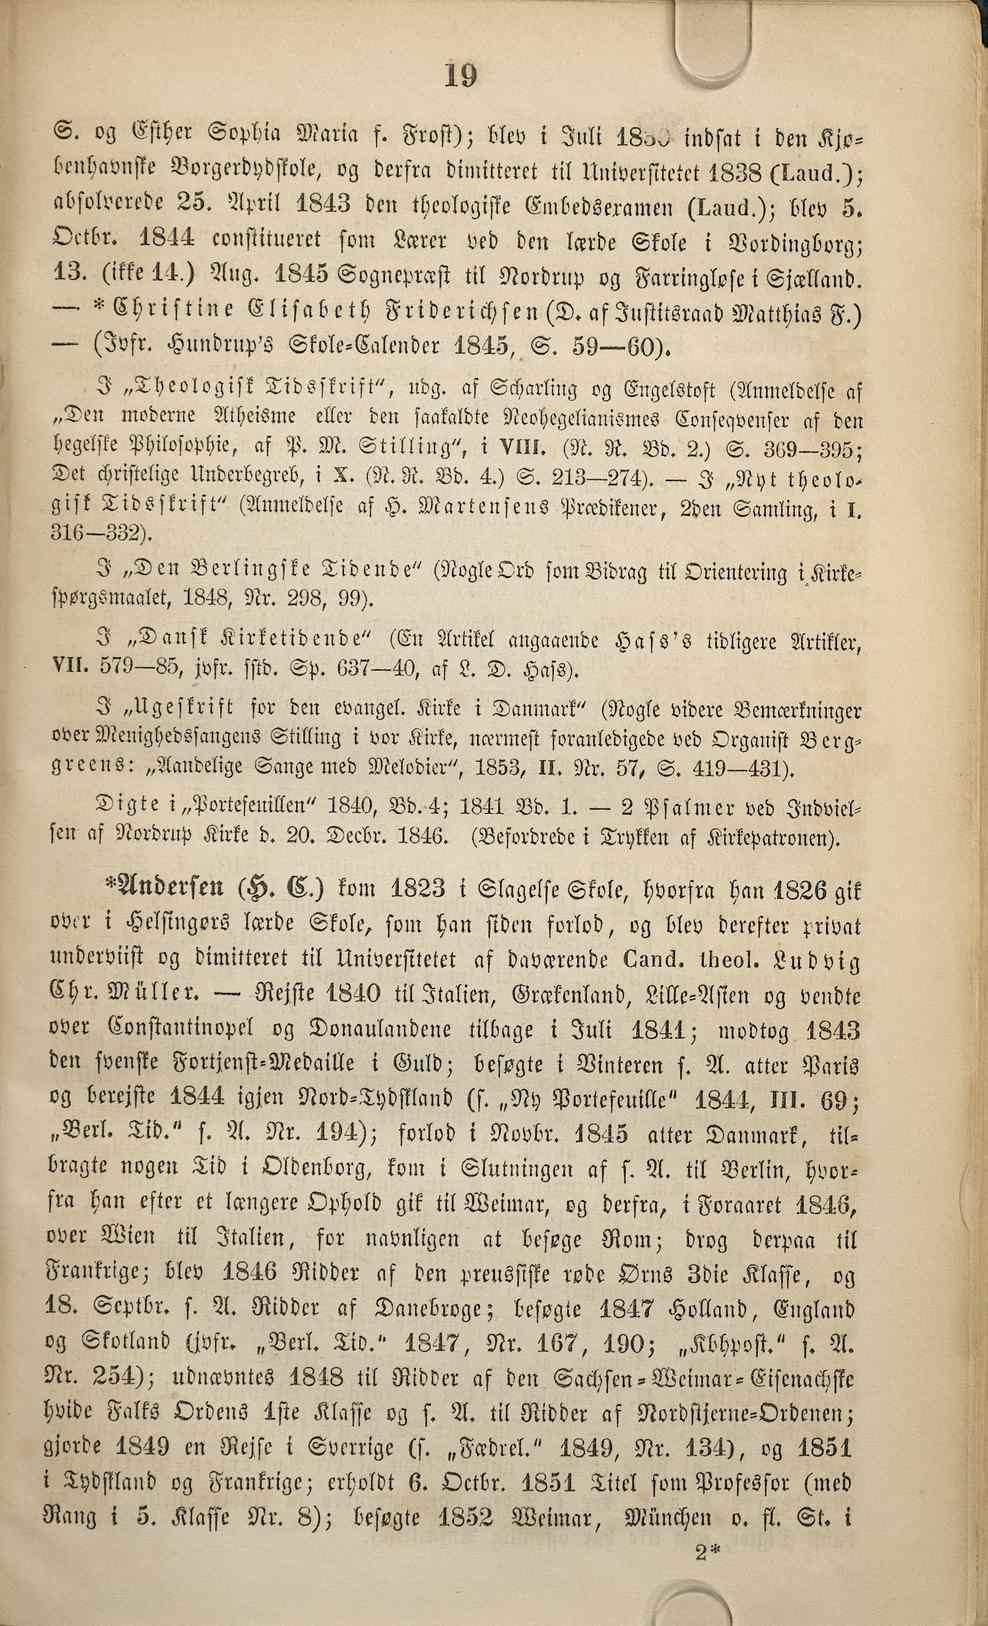 19
S. og Esther Sophia Maria f. Frost); blev i Juli 1830 indsat i den Kjø-
benhavnske Borgerdydskole, og derfra dimitteret til Universitetet 1838 (Laud.);
absolverede 25. April 1843 den theologiske Embedsexamen (Laud.); blev 5.
Octbr. 1844 constitueret som Lærer ved den lærde Skole i Vordingborg;
13. (ikke 14.) Aug. 1845 Sognepræst til Nordrup og Farringløse i Sjælland.
— *Christine Elisabeth Friderichsen (D. af Justitsraad Matthias F.)
— (Jvfr. Hundrup's Skole-Calender 1845, S. 59—60).
I „Theologisk Tidsskrift", udg. af Scharling og Engelstoft (Anmeldelse af
„Den moderne Atheisme eller den saakaldte Neohegelianismes Conseqvenser af den
hegelske Philosophie, af P. M. Stilling", i VIII. (N. R. Bd. 2.) S. 369—395;
Det christelige Underbegreb, i X. (N. R. Bd. 4.) S. 213—274). — I „Nyt theolo-
gisk Tidsskrift" (Anmeldelse af H. Martensens Prædikener, 2den Samling, i I.
316—332).
I „Den Berlingske Tidende" (Nogle Ord som Bidrag til Orientering i Kirke-
spørgsmaalet, 1848, Nr. 298, 99).
I „Dansk Kirketidende" (En Artikel angaaende Hass's tidligere Artikler,
VII. 579—85, jvfr. sstd. Sp. 637—40, af L. D. Hass).
I „Ugeskrift for den evangel. Kirke i Danmark" (Nogle videre Bemærkninger
over Menighedssangens Stilling i vor Kirke, nærmest foranledigede ved Organist Berg-
greens: „Aandelige Sange med Melodier", 1853, II. Nr. 57, S. 419—431).
Digte i „Portefeuillen" 1840, Bd. 4; 1841 Bd. 1. — 2 Psalmer ved Indviel-
sen af Nordrup Kirke d. 20. Decbr. 1846. (Befordrede i Trykken af Kirkepatronen).
*Andersen (H. C.) kom 1823 i Slagelse Skole, hvorfra han 1826 gik
over i Helsingørs lærde Skole, som han siden forlod, og blev derefter privat
underviist og dimitteret til Universitetet af daværende Cand. theol. Ludvig
Chr. Müller. — Rejste 1840 til Italien, Grækenland, Lille-Asien og vendte
over Constantinopel og Donaulandene tilbage i Juli 1841; modtog 1843
den svenske Fortjenst-Medaille i Guld; besøgte i Vinteren s. A. atter Paris
og berejste 1844 igjen Nord-Tydskland (s. „Ny Portefeuille" 1844, III. 69;
„Berl. Tid." s. A. Nr. 194); forlod i Novbr. 1845 atter Danmark, til-
bragte nogen Tid i Oldenborg, kom i Slutningen af s. A. til Berlin, hvor-
fra han efter et længere Ophold gik til Weimar, og derfra, i Foraaret 1846,
over Wien til Italien, for navnligen at besøge Rom; drog derpaa til
Frankrige; blev 1846 Ridder af den preussiske røde Ørns 3die Klasse, og
18. Septbr. s. A. Ridder af Danebroge; besøgte 1847 Holland, England
og Skotland (jvfr. „Berl. Tid." 1847, Nr. 167, 190; „Kbhpost." s. A.
Nr. 254); udnævntes 1848 til Ridder af den Sachsen-Weimar-Eisenachske
hvide Falks Ordens 1ste Klasse og s. A. til Ridder af Nordstjerne-Ordenen;
gjorde 1849 en Rejse i Sverrige (s. „Fædrel." 1849, Nr. 134), og 1851
i Tydskland og Frankrige; erholdt 6. Octbr. 1851 Titel som Professor (med
Rang i 5. Klasse Nr. 8); besøgte 1852 Weimar, München o. fl. St. i
2*